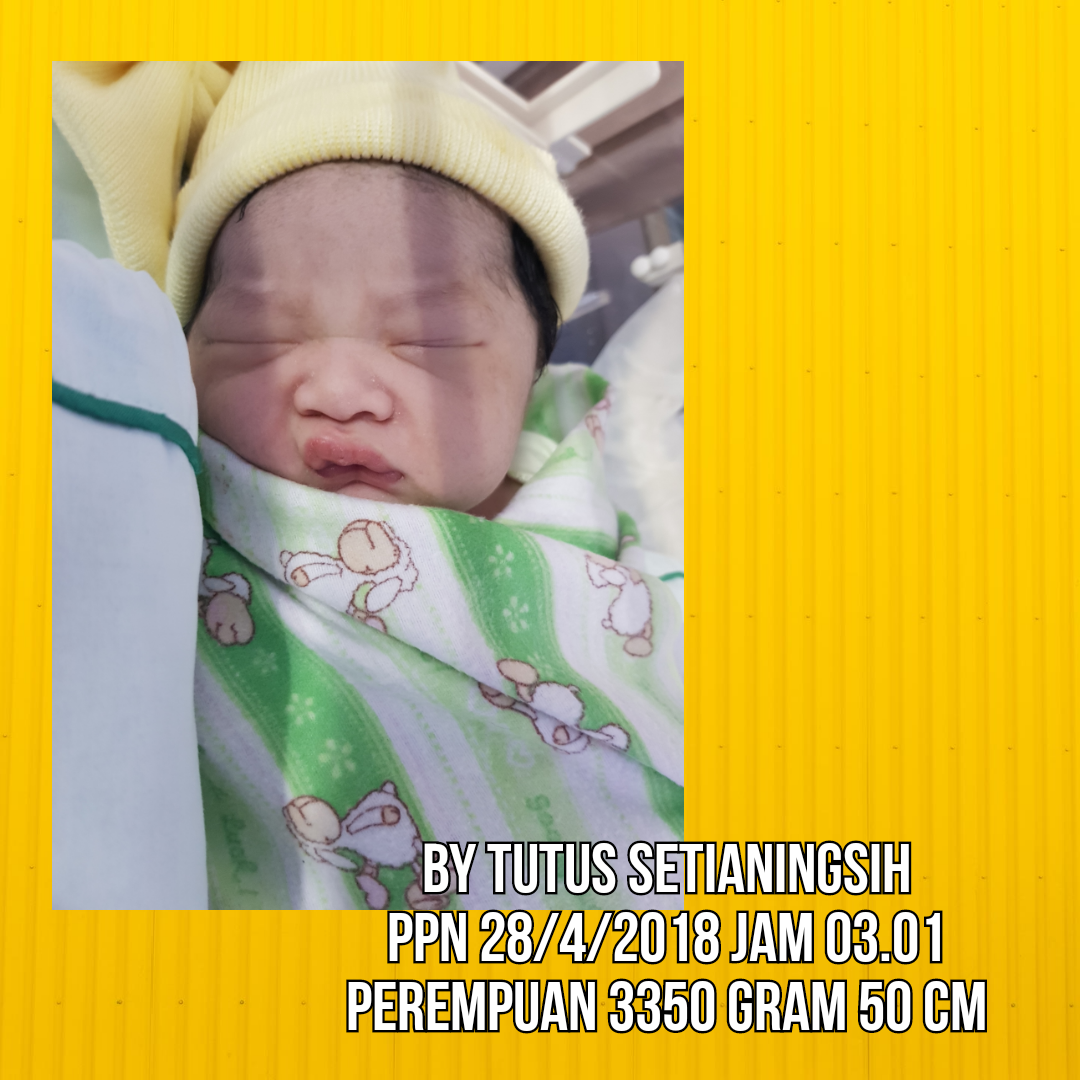 BY TUTUS SETIANINGSIH
PPN 28/4/2018 JAM 03.01
PEREMPUAN 3350 GRAM 50 CM